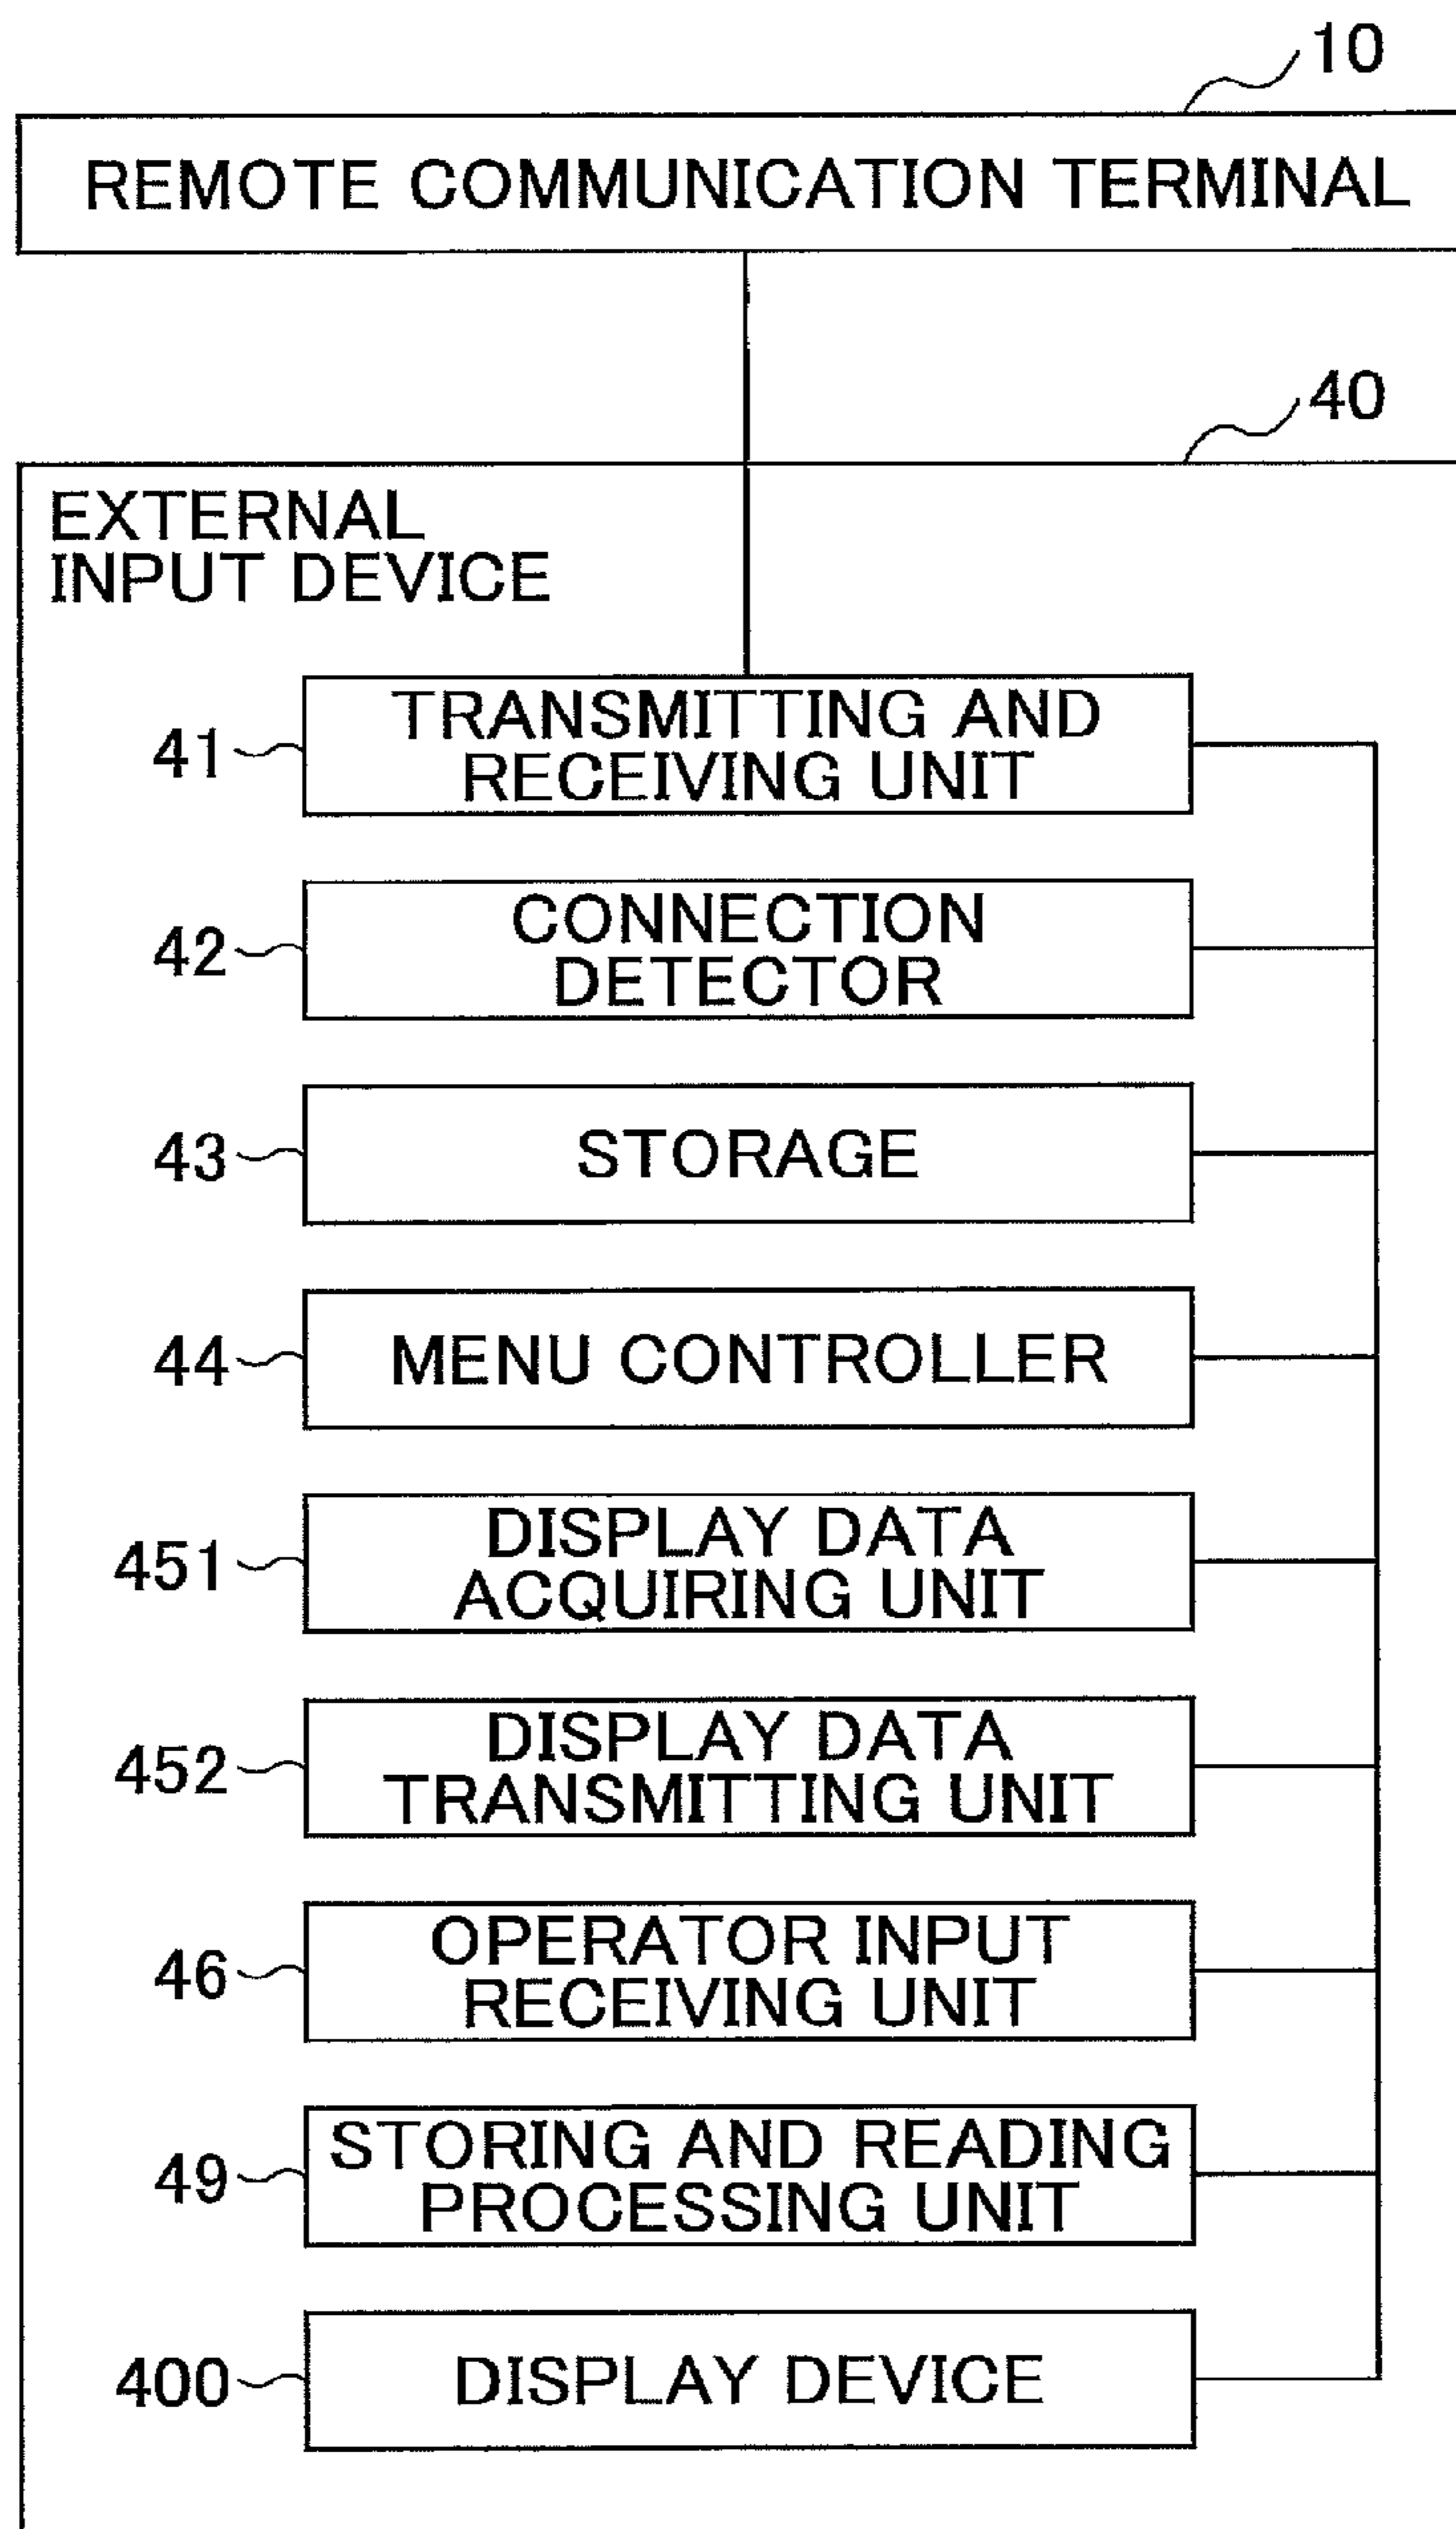 10
REMOTE COMMUNICATION TERMINAL
40
EXTERNAL
INPUT DEVICE
41
TRANSMITTING AND
RECEIVING UNIT
42
CONNECTION
DETECTOR
43
STORAGE
44
MENU CONTROLLER
451
DISPLAY DATA
ACQUIRING UNIT
452
DISPLAY DATA
TRANSMITTING UNIT
46
OPERATOR INPUT
RECEIVING UNIT
49
STORING AND READING
PROCESSING UNIT
400
DISPLAY DEVICE